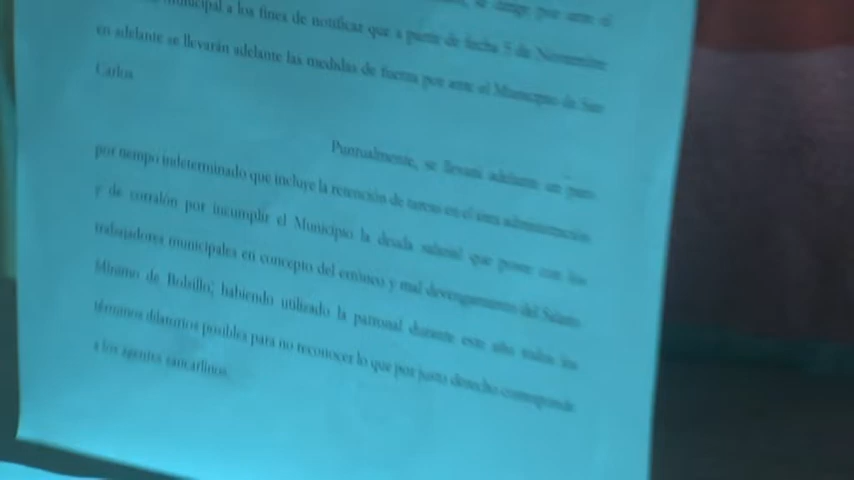 Municipal a los fines de notificar que a partir de fecha 5 de Noviembre
en adelante se llevarán adelante las medidas de fuerza por ante el Municipio de San
Carlos
Puntualmente, se llevará adelante un paro
por tiempo indeterminado que incluye la retención de tareas en el área administración
y de corralón por incumplir el Municipio la deuda salarial que posee con los
trabajadores municipales en concepto del erróneo y mal devengamiento del Salario
Mínimo de Bolsillo, habiendo utilizado la patronal durante este año todos los
términos dilatorios posibles para no reconocer lo que por justo derecho corresponde
a los agentes sancarlinos.